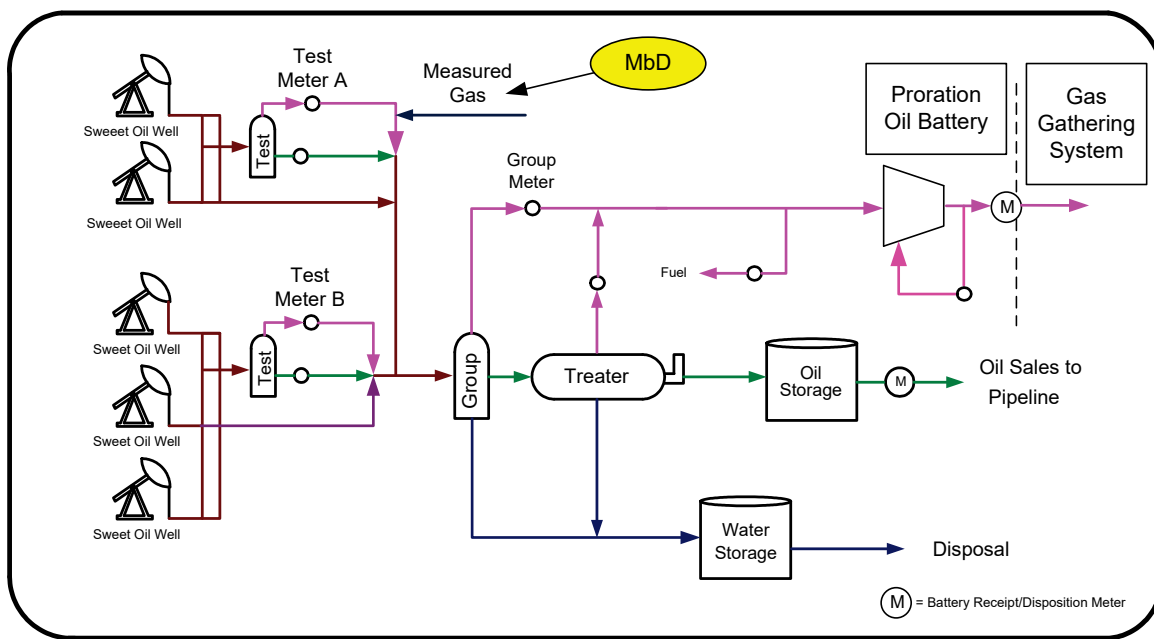 MbD
Test
Meter A
Measured
Gas
Proration
Oil Battery
Gas
Gathering
System
Sweeet Oil Well
Test
Group
Meter
M
Sweeet Oil Well
Fuel
Test
Meter B
Sweet Oil Well
Test
Group
Treater
Oil
Storage
M
Oil Sales to
Pipeline
Sweet Oil Well
Sweet Oil Well
Water
Storage
Disposal
M = Battery Receipt/Disposition Meter